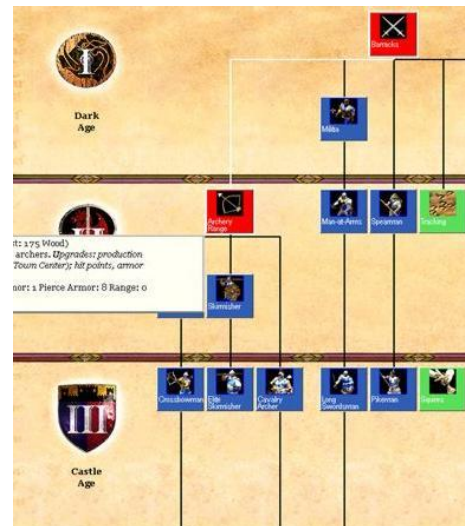 Barracks
I
Dark
Age
Militia
II
Archery
Range
Man-at-Arms
Spearman
Tracking
t: 175 Wood)
archers. Upgrades: production
Town Center); hit points, armor
mor: 1 Pierce Armor: 8 Range: 0
Skirmisher
III
Crossbowman
Elite
Skirmisher
Cavalry
Archer
Long
Swordsman
Pikeman
Squires
Castle
Age